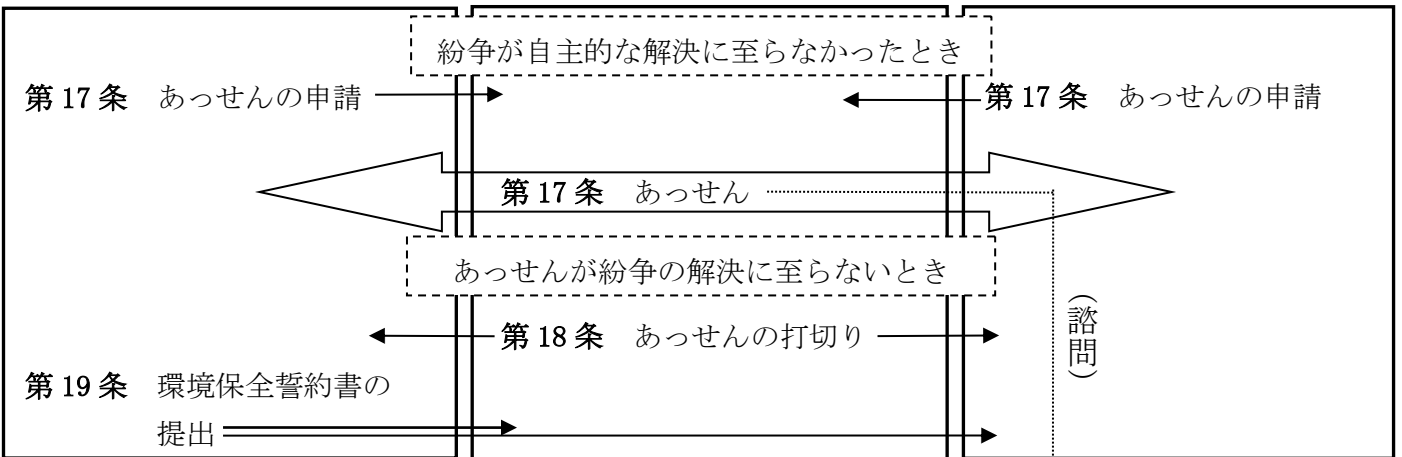 紛争が自主的な解決に至らなかったとき
第17条　あっせんの申請
第17条　あっせんの申請
第17条　あっせん
あっせんが紛争の解決に至らないとき
(諮問)
第18条　あっせんの打切り
第19条　環境保全誓約書の
提出